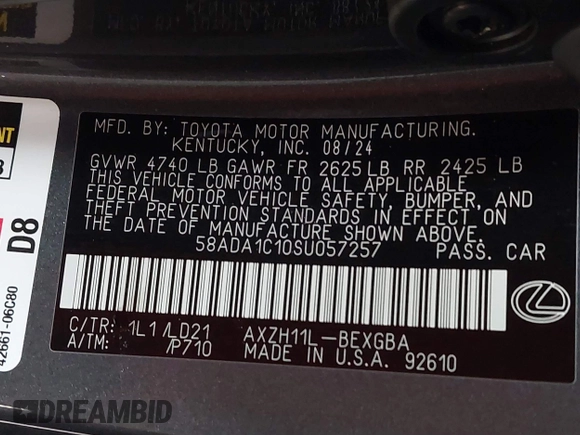 MFD. BY: TOYOTA MOTOR MANUFACTURING.
KENTUCKY, INC. 08/24
GVWR 4740 LB GAWR FR 2625 LB RR 2425 LB
THIS VEHICLE CONFORMS TO ALL APPLICABLE
FEDERAL MOTOR VEHICLE SAFETY, BUMPER, AND
THEFT PREVENTION STANDARDS IN EFFECT ON
THE DATE OF MANUFACTURE SHOWN ABOVE.
58ADA1C10SU057257 PASS. CAR
C/TR: 1L1/LD21 AXZH11L-BEXGBA
A/TM: /P710 MADE IN U.S.A. 92610
D8
42661-06C80
DREAMBID